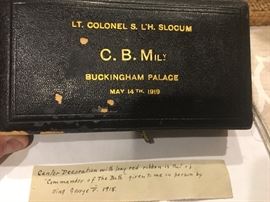 LT. COLONEL S. L'H. SLOCUM
C. B. MILY
BUCKINGHAM PALACE
MAY 14TH. 1919
Center Decoration with long red ribbon is that of
"Commander of The Bath" given to me in person by
King George V. 1918.